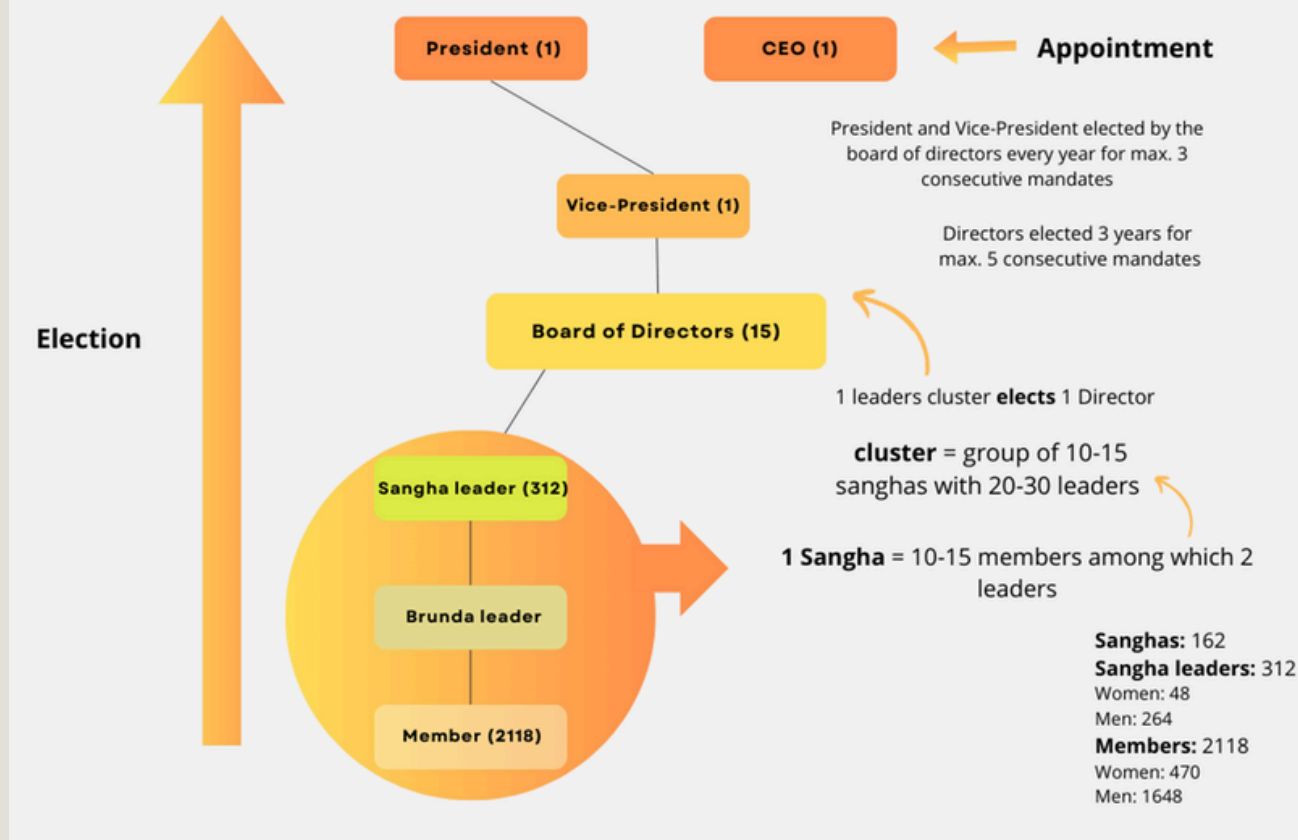 President (1)
CEO (1)
Appointment
President and Vice-President elected by the
board of directors every year for max. 3
consecutive mandates
Vice-President (1)
Directors elected 3 years for
max. 5 consecutive mandates
Election
Board of Directors (15)
1 leaders cluster elects 1 Director
cluster = group of 10-15
sanghas with 20-30 leaders
Sangha leader (312)
1 Sangha = 10-15 members among which 2
leaders
Brunda leader
Member (2118)
Sanghas: 162
Sangha leaders: 312
Women: 48
Men: 264
Members: 2118
Women: 470
Men: 1648